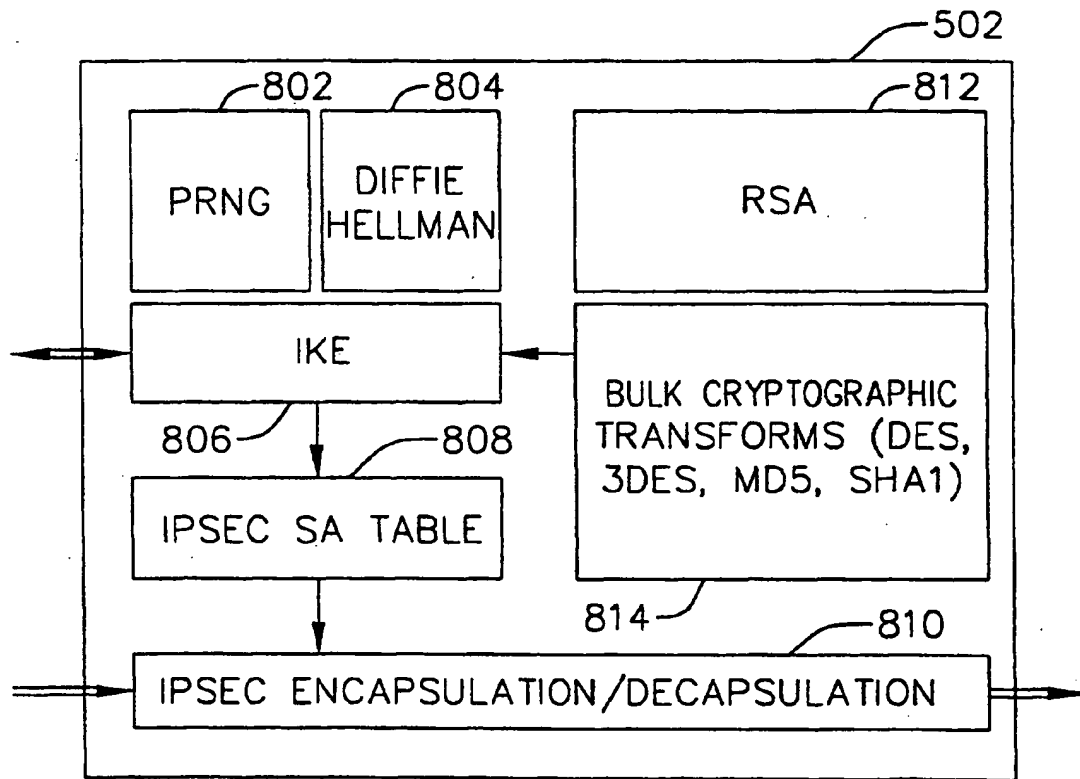 502
802
804
812
PRNG
DIFFIE
HELLMAN
RSA
IKE
806
808
BULK CRYPTOGRAPHIC
TRANSFORMS (DES,
3DES, MD5, SHA1)
IPSEC SA TABLE
814
810
IPSEC ENCAPSULATION/DECAPSULATION